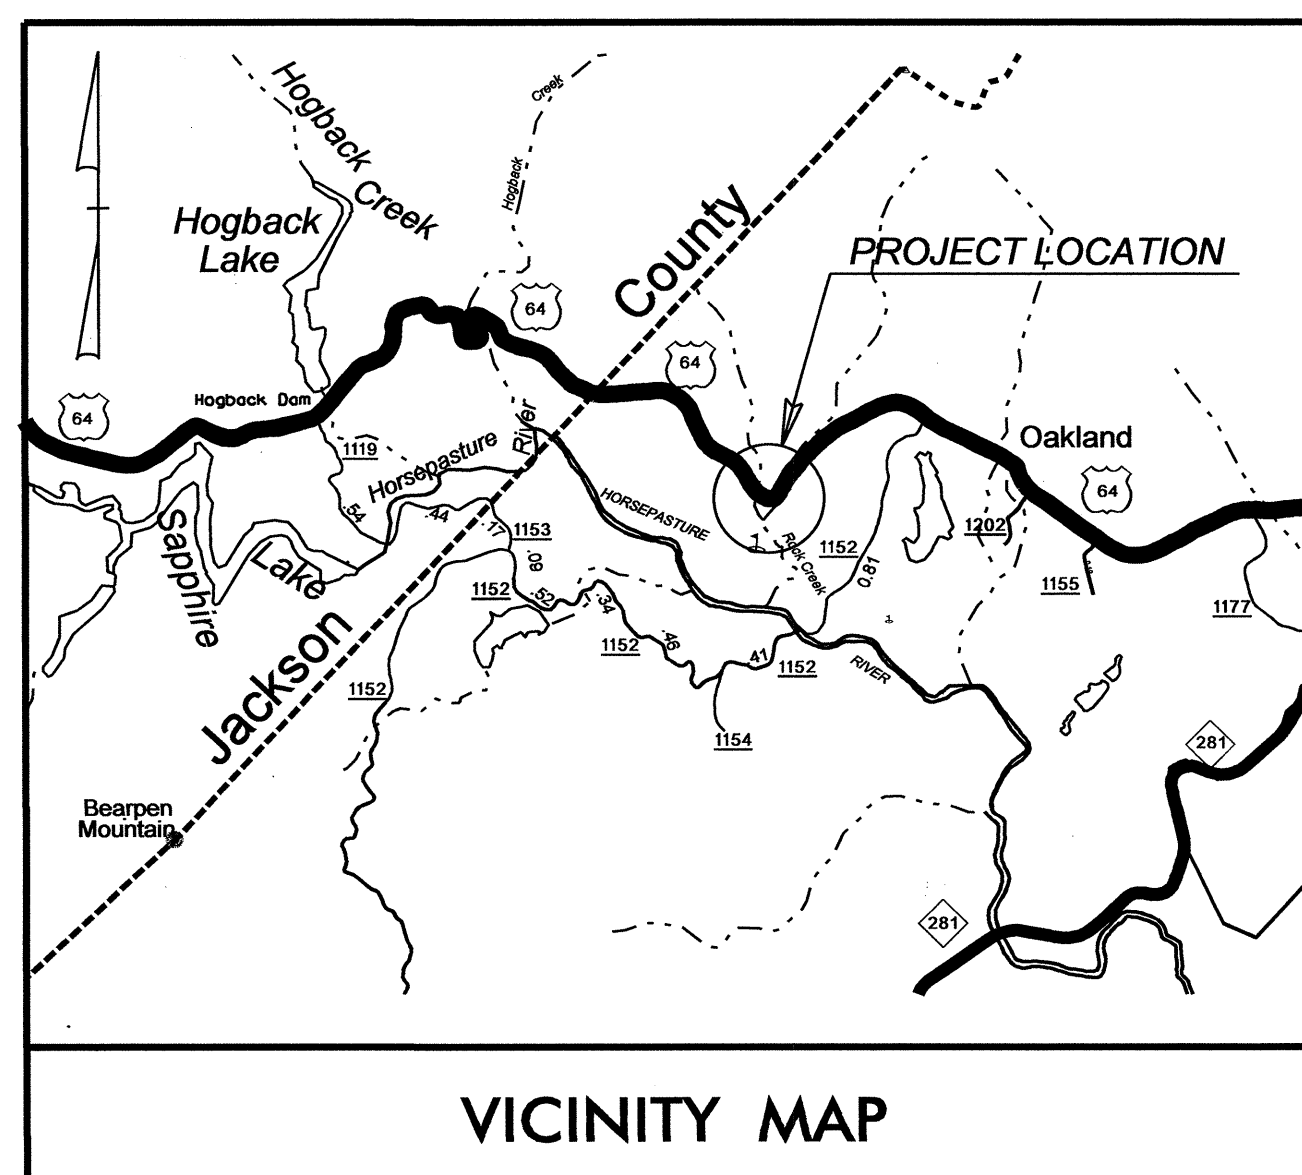 Hogback
Creek
Creek
Hogback
Hogback
Lake
County
PROJECT LOCATION
64
64
64
Hogback Dam
64
Oakland
River
Horsepasture
1119
.54
.44
.17
1153
.09
HORSEPASTURE
Rock Creek
1152
0.81
1202
1155
1177
Sapphire
Lake
1152
.52
.34
1152
.46
.41
1152
RIVER
Jackson
1152
1154
281
Bearpen
Mountain
281
VICINITY MAP